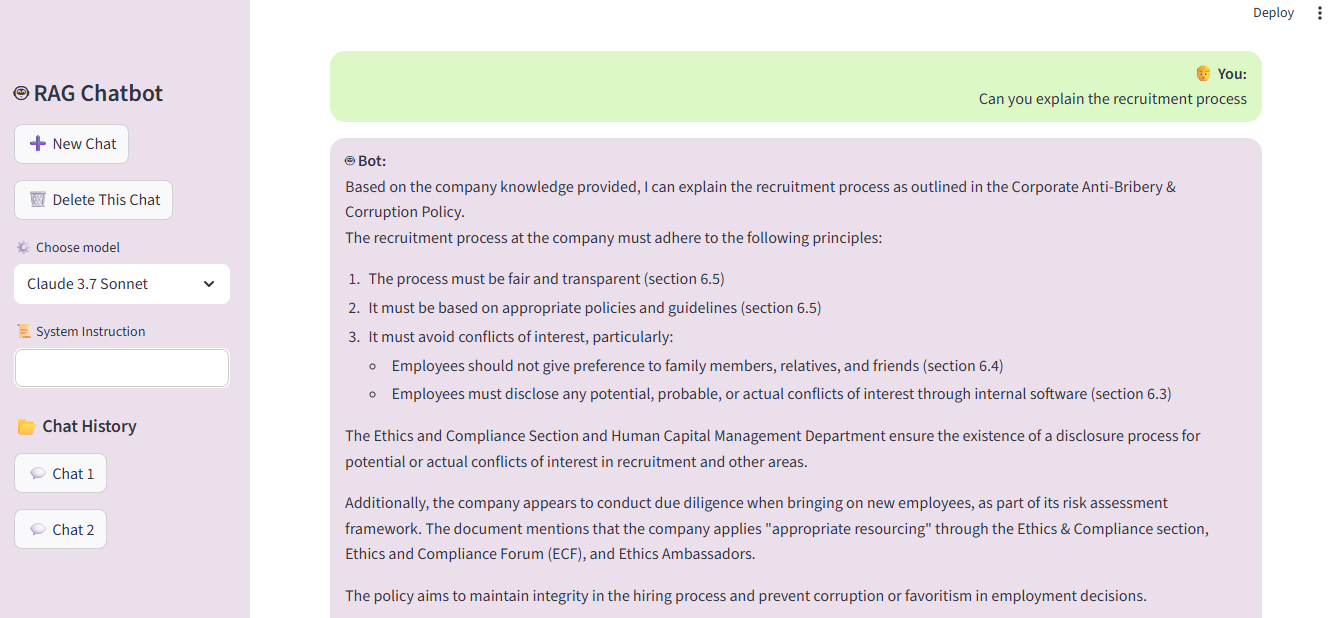 Deploy
RAG Chatbot
New Chat
Delete This Chat
Choose model
Claude 3.7 Sonnet
System Instruction
Chat History
Chat 1
Chat 2
You:
Can you explain the recruitment process
Bot:
Based on the company knowledge provided, I can explain the recruitment process as outlined in the Corporate Anti-Bribery &
Corruption Policy.
The recruitment process at the company must adhere to the following principles:
1. The process must be fair and transparent (section 6.5)
2. It must be based on appropriate policies and guidelines (section 6.5)
3. It must avoid conflicts of interest, particularly:
Employees should not give preference to family members, relatives, and friends (section 6.4)
Employees must disclose any potential, probable, or actual conflicts of interest through internal software (section 6.3)
The Ethics and Compliance Section and Human Capital Management Department ensure the existence of a disclosure process for
potential or actual conflicts of interest in recruitment and other areas.
Additionally, the company appears to conduct due diligence when bringing on new employees, as part of its risk assessment
framework. The document mentions that the company applies "appropriate resourcing" through the Ethics & Compliance section,
Ethics and Compliance Forum (ECF), and Ethics Ambassadors.
The policy aims to maintain integrity in the hiring process and prevent corruption or favoritism in employment decisions.